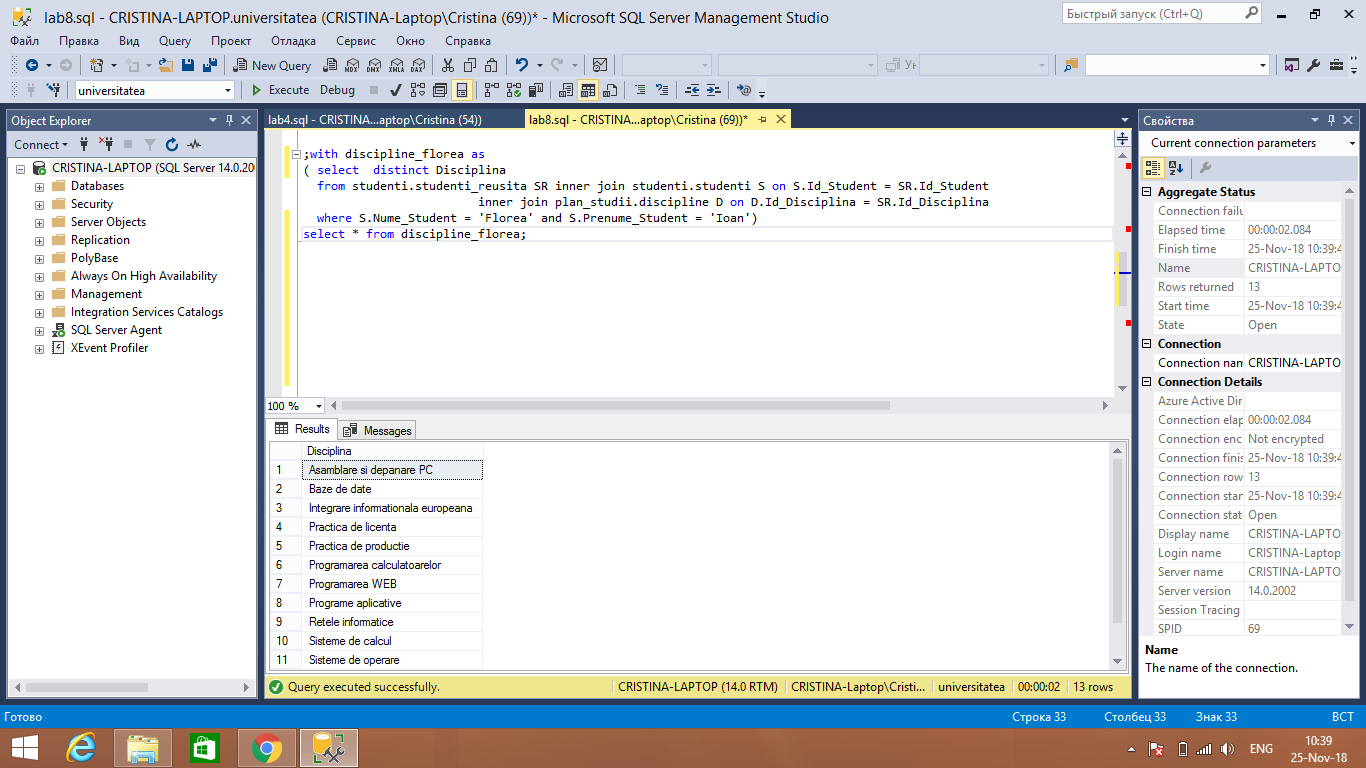 lab8.sql - CRISTINA-LAPTOP.universitatea (CRISTINA-Laptop\Cristina (69))* - Microsoft SQL Server Management Studio
Быстрый запуск (Ctrl+Q)
Файл Правка Вид Query Проект Отладка Сервис Окно Справка
New Query MDX DMX XMLA DAX
universitatea Execute Debug
Object Explorer
Connect
CRISTINA-LAPTOP (SQL Server 14.0.20
Databases
Security
Server Objects
Replication
PolyBase
Always On High Availability
Management
Integration Services Catalogs
SQL Server Agent
XEvent Profiler
lab4.sql - CRISTINA...aptop\Cristina (54)) lab8.sql - CRISTINA...aptop\Cristina (69))*
;with discipline_florea as
( select distinct Disciplina
from studenti.studenti_reusita SR inner join studenti.studenti S on S.Id_Student = SR.Id_Student
inner join plan_studii.discipline D on D.Id_Disciplina = SR.Id_Disciplina
where S.Nume_Student = 'Florea' and S.Prenume_Student = 'Ioan')
select * from discipline_florea;
100 %
Results Messages
Disciplina
1 Asamblare si depanare PC
2 Baze de date
3 Integrare informationala europeana
4 Practica de licenta
5 Practica de productie
6 Programarea calculatoarelor
7 Programarea WEB
8 Programe aplicative
9 Retele informatice
10 Sisteme de calcul
11 Sisteme de operare
Query executed successfully. CRISTINA-LAPTOP (14.0 RTM) CRISTINA-Laptop\Cristi... universitatea 00:00:02 13 rows
Свойства
Current connection parameters
Aggregate Status
Connection failu
Elapsed time 00:00:02.084
Finish time 25-Nov-18 10:39:4
Name CRISTINA-LAPTO
Rows returned 13
Start time 25-Nov-18 10:39:4
State Open
Connection
Connection nam CRISTINA-LAPTO
Connection Details
Azure Active Dir
Connection elap 00:00:02.084
Connection enc Not encrypted
Connection finis 25-Nov-18 10:39:4
Connection row 13
Connection star 25-Nov-18 10:39:4
Connection stat Open
Display name CRISTINA-LAPTO
Login name CRISTINA-Laptop
Server name CRISTINA-LAPTO
Server version 14.0.2002
Session Tracing
SPID 69
Name
The name of the connection.
Готово Строка 33 Столбец 33 Знак 33 ВСТ
ENG
10:39
25-Nov-18